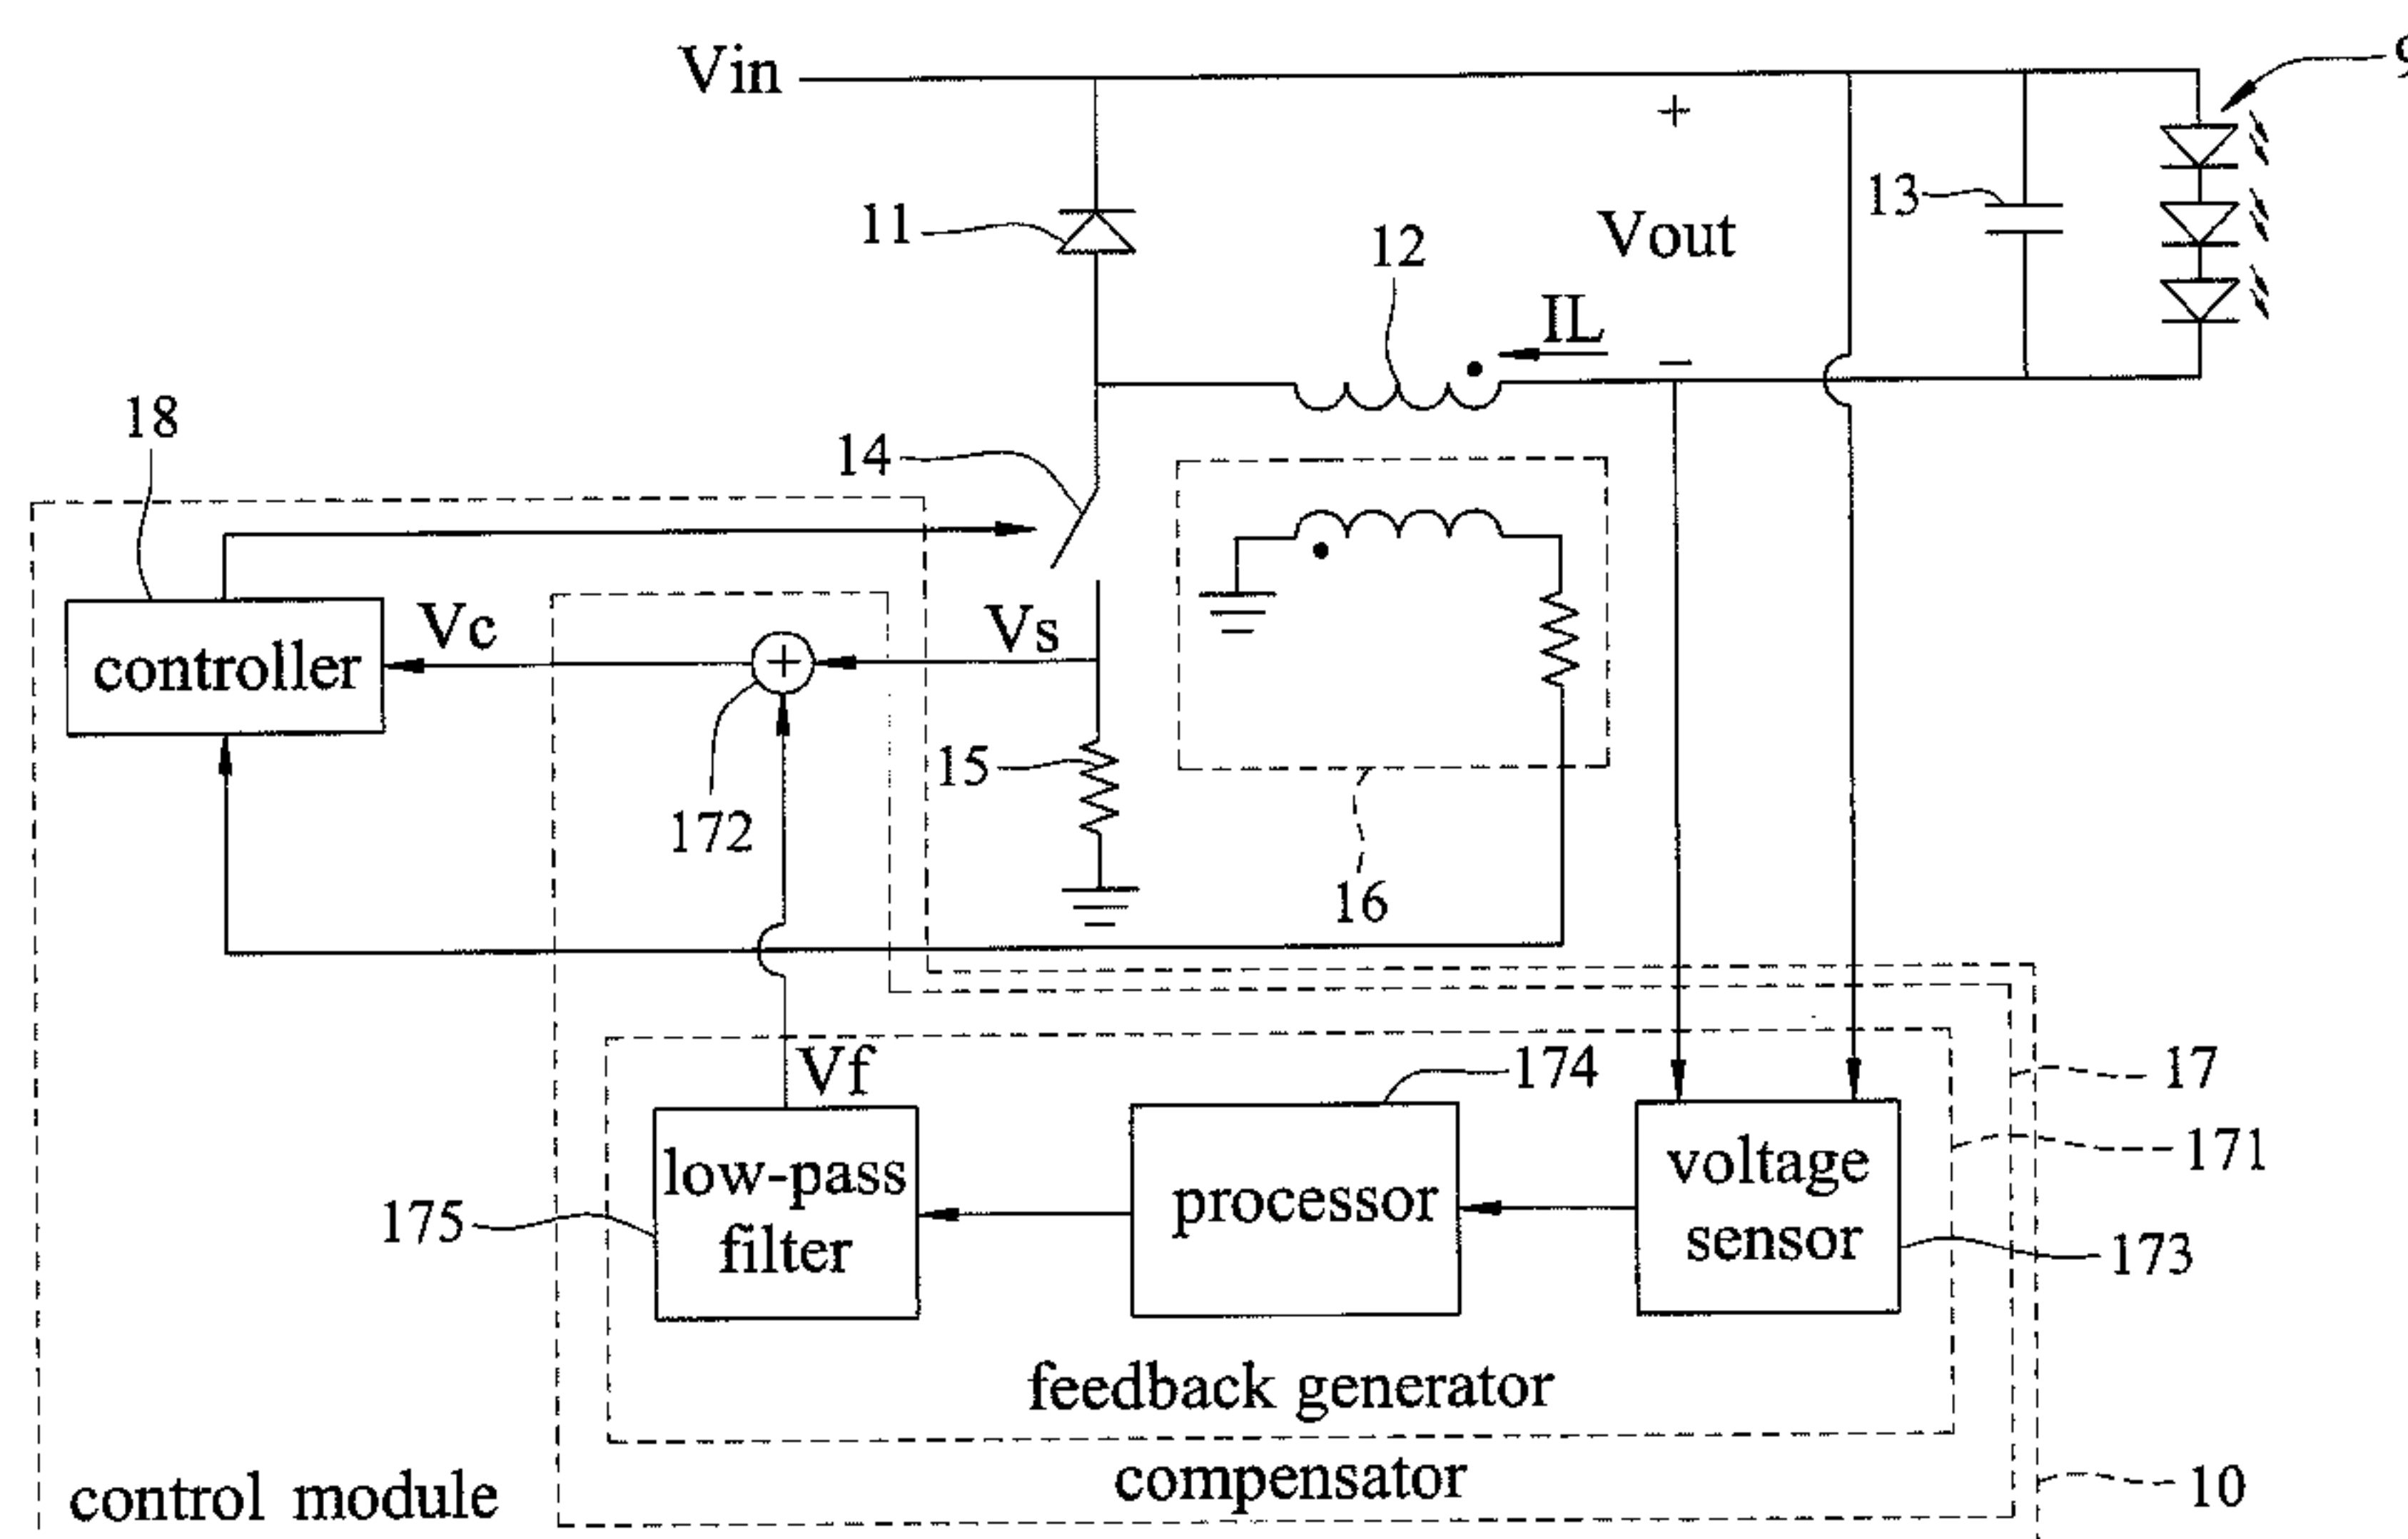 Vin
9
11
12
Vout
13
IL
+
−
18
14
controller
Vc
+
Vs
172
15
16
Vf
174
17
171
low-pass
filter
processor
voltage
sensor
175
173
feedback generator
compensator
control module
10